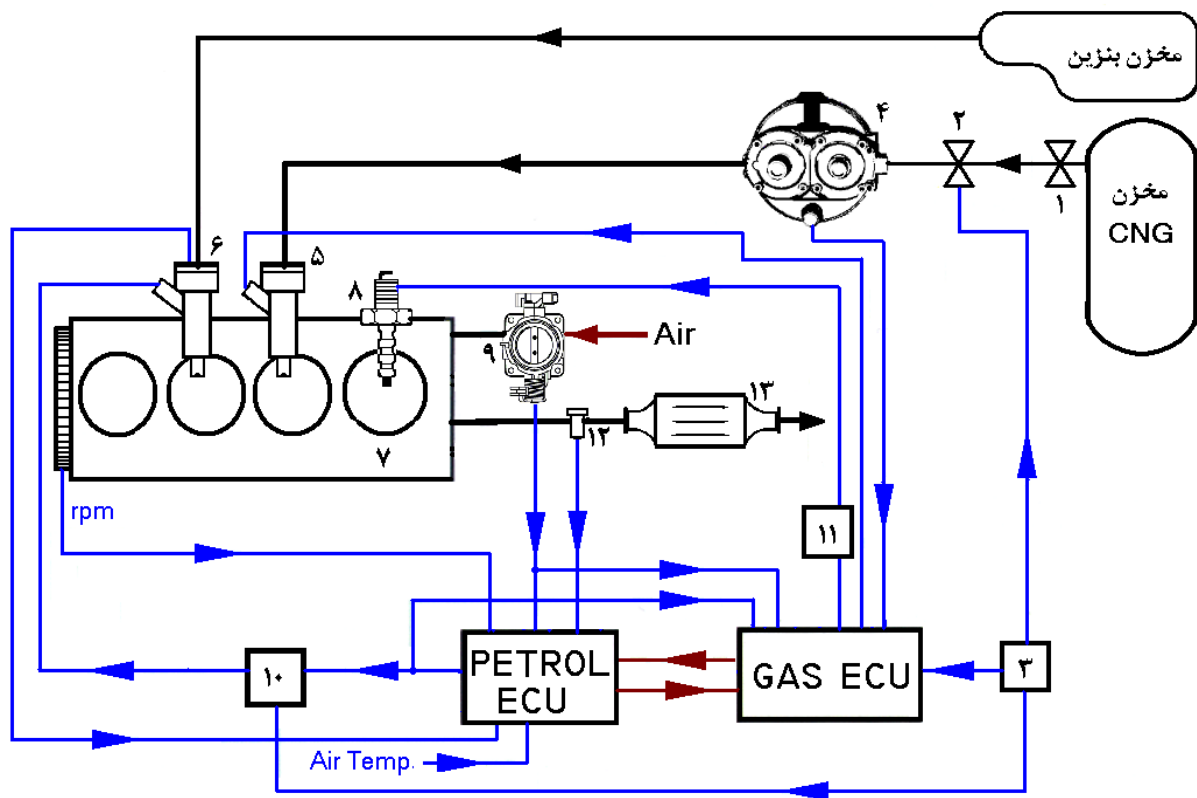 مخزن بنزین
۴
۲
۱
مخزن
CNG
۶
۵
۸
۹
Air
۱۳
۱۲
۷
rpm
۱۱
PETROL
ECU
GAS ECU
۱۰
۳
Air Temp.